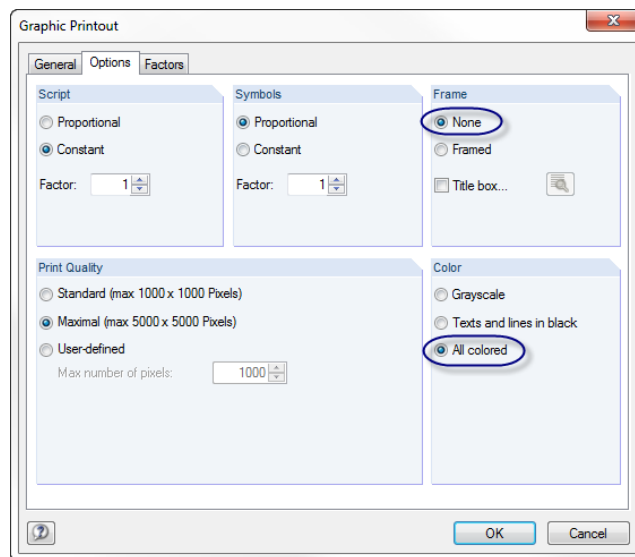 Graphic Printout
General Options Factors
Script
Proportional
Constant
Factor: 1
Symbols
Proportional
Constant
Factor: 1
Frame
None
Framed
Title box...
Print Quality
Standard (max 1000 x 1000 Pixels)
Maximal (max 5000 x 5000 Pixels)
User-defined
Max number of pixels: 1000
Color
Grayscale
Texts and lines in black
All colored
OK Cancel